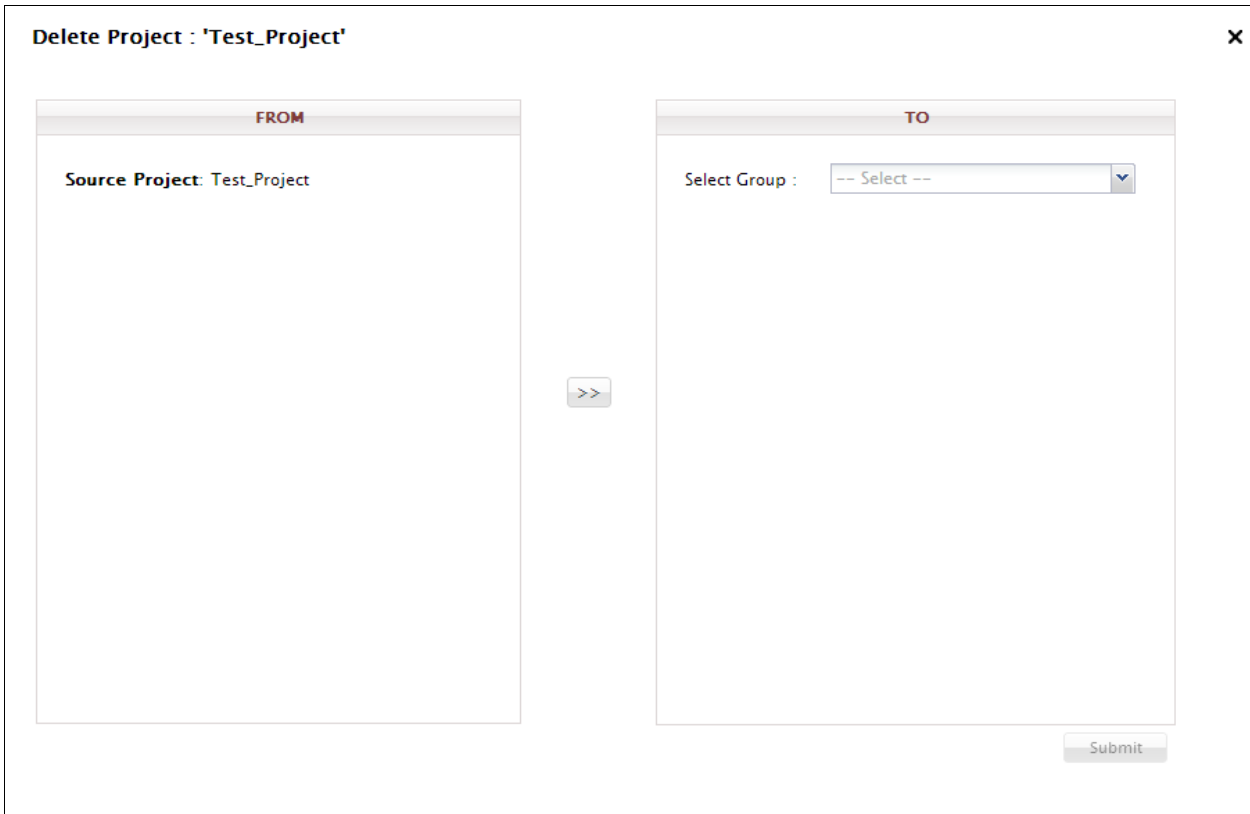 Delete Project : 'Test_Project'
FROM
TO
Source Project: Test_Project
Select Group :
-- Select --
>>
Submit